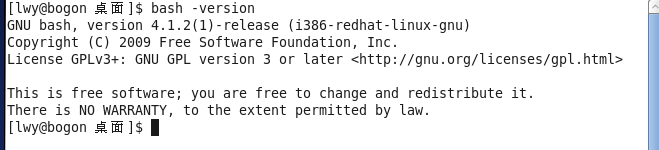 [lwy@bogon 桌面]$ bash -version
GNU bash, version 4.1.2(1)-release (i386-redhat-linux-gnu)
Copyright (C) 2009 Free Software Foundation, Inc.
License GPLv3+: GNU GPL version 3 or later <http://gnu.org/licenses/gpl.html>
This is free software; you are free to change and redistribute it.
There is NO WARRANTY, to the extent permitted by law.
[lwy@bogon 桌面]$